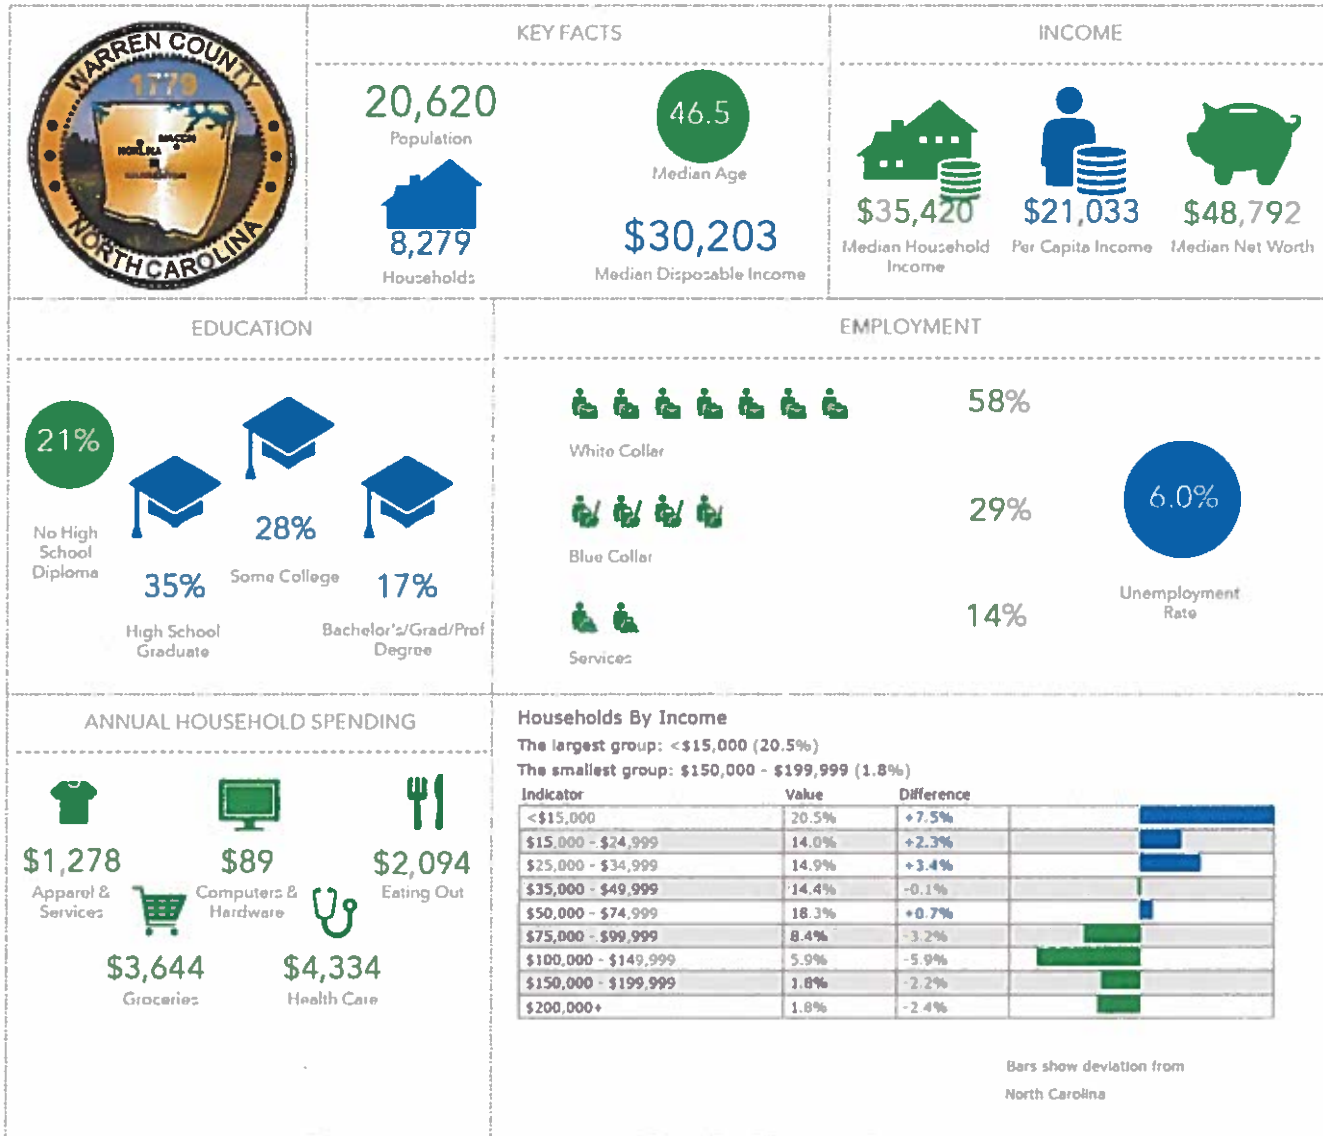 WARREN COUNTY
1779
MACON
NORLINA
WARRENTON
NORTH CAROLINA
KEY FACTS
20,620
Population
46.5
Median Age
8,279
Households
$30,203
Median Disposable Income
INCOME
$35,420
Median Household
Income
$21,033
Per Capita Income
$48,792
Median Net Worth
EDUCATION
21%
No High
School
Diploma
35%
High School
Graduate
28%
Some College
17%
Bachelor's/Grad/Prof
Degree
EMPLOYMENT
58%
White Collar
29%
Blue Collar
14%
Services
6.0%
Unemployment
Rate
ANNUAL HOUSEHOLD SPENDING
$1,278
Apparel &
Services
$89
Computers &
Hardware
$2,094
Eating Out
$3,644
Groceries
$4,334
Health Care
Households By Income
The largest group: <$15,000 (20.5%)
The smallest group: $150,000 - $199,999 (1.8%)
Indicator Value Difference
<$15,000 20.5% +7.5%
$15,000 - $24,999 14.0% +2.3%
$25,000 - $34,999 14.9% +3.4%
$35,000 - $49,999 14.4% -0.1%
$50,000 - $74,999 18.3% +0.7%
$75,000 - $99,999 8.4% -3.2%
$100,000 - $149,999 5.9% -5.9%
$150,000 - $199,999 1.8% -2.2%
$200,000+ 1.8% -2.4%
Bars show deviation from
North Carolina